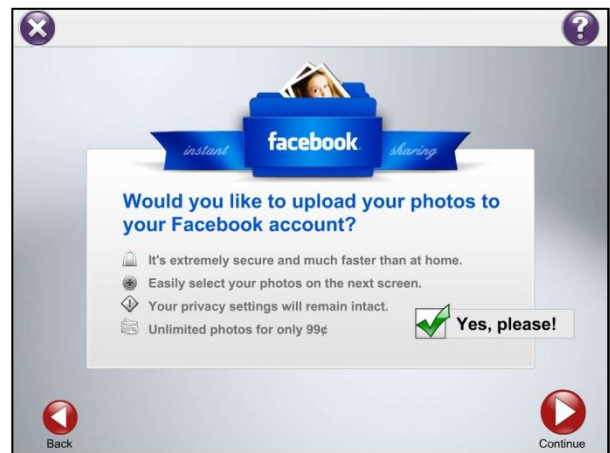 ?
instant facebook. sharing
Would you like to upload your photos to
your Facebook account?
It's extremely secure and much faster than at home.
Easily select your photos on the next screen.
Your privacy settings will remain intact.
Unlimited photos for only 99¢
Yes, please!
Back
Continue